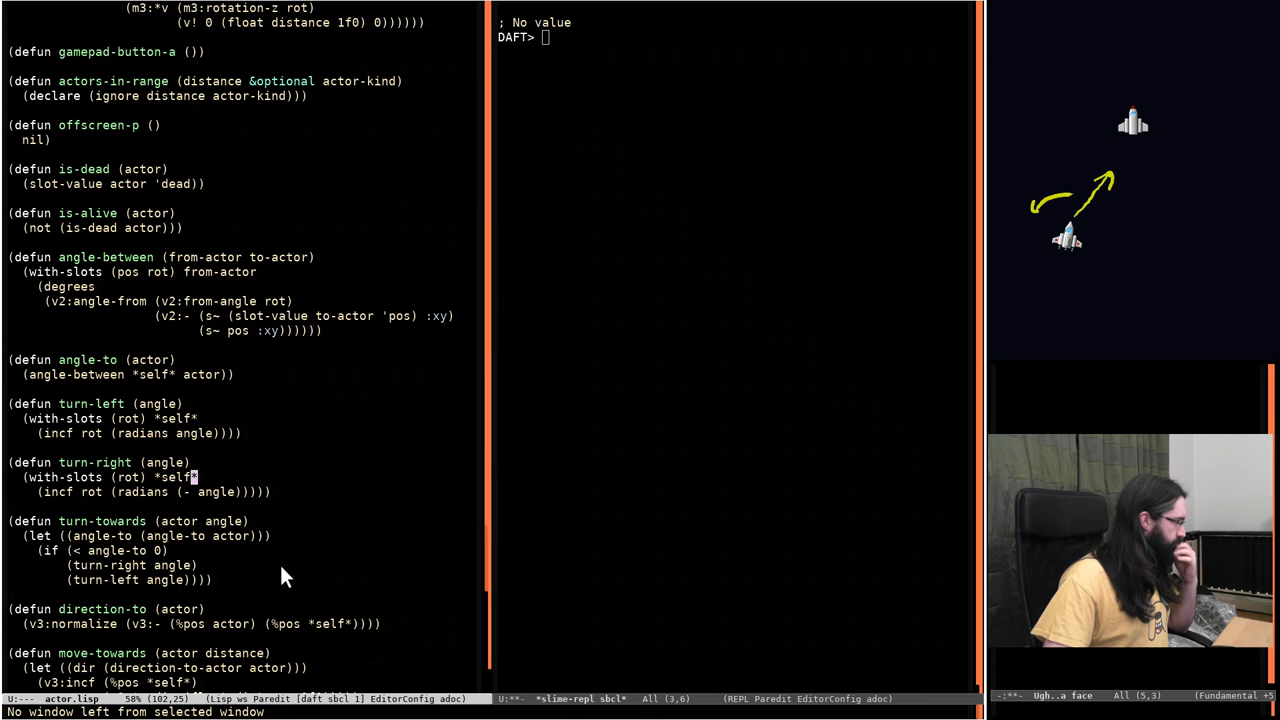 (m3:*v (m3:rotation-z rot)
(v! 0 (float distance 1f0) 0))))))
(defun gamepad-button-a ())
(defun actors-in-range (distance &optional actor-kind)
(declare (ignore distance actor-kind)))
(defun offscreen-p ()
nil)
(defun is-dead (actor)
(slot-value actor 'dead))
(defun is-alive (actor)
(not (is-dead actor)))
(defun angle-between (from-actor to-actor)
(with-slots (pos rot) from-actor
(degrees
(v2:angle-from (v2:from-angle rot)
(v2:- (s~ (slot-value to-actor 'pos) :xy)
(s~ pos :xy))))))
(defun angle-to (actor)
(angle-between *self* actor))
(defun turn-left (angle)
(with-slots (rot) *self*
(incf rot (radians angle))))
(defun turn-right (angle)
(with-slots (rot) *self*
(incf rot (radians (- angle)))))
(defun turn-towards (actor angle)
(let ((angle-to (angle-to actor)))
(if (< angle-to 0)
(turn-right angle)
(turn-left angle))))
(defun direction-to (actor)
(v3:normalize (v3:- (%pos actor) (%pos *self*))))
(defun move-towards (actor distance)
(let ((dir (direction-to-actor actor)))
(v3:incf (%pos *self*)
U:--- actor.lisp 58% (102,25) (Lisp ws Paredit [daft sbcl 1] EditorConfig adoc)
No window left from selected window
; No value
DAFT>
U:**- *slime-repl sbcl* All (3,6) (REPL Paredit EditorConfig adoc)
-:**- Ugh..a face All (5,3) (Fundamental +5